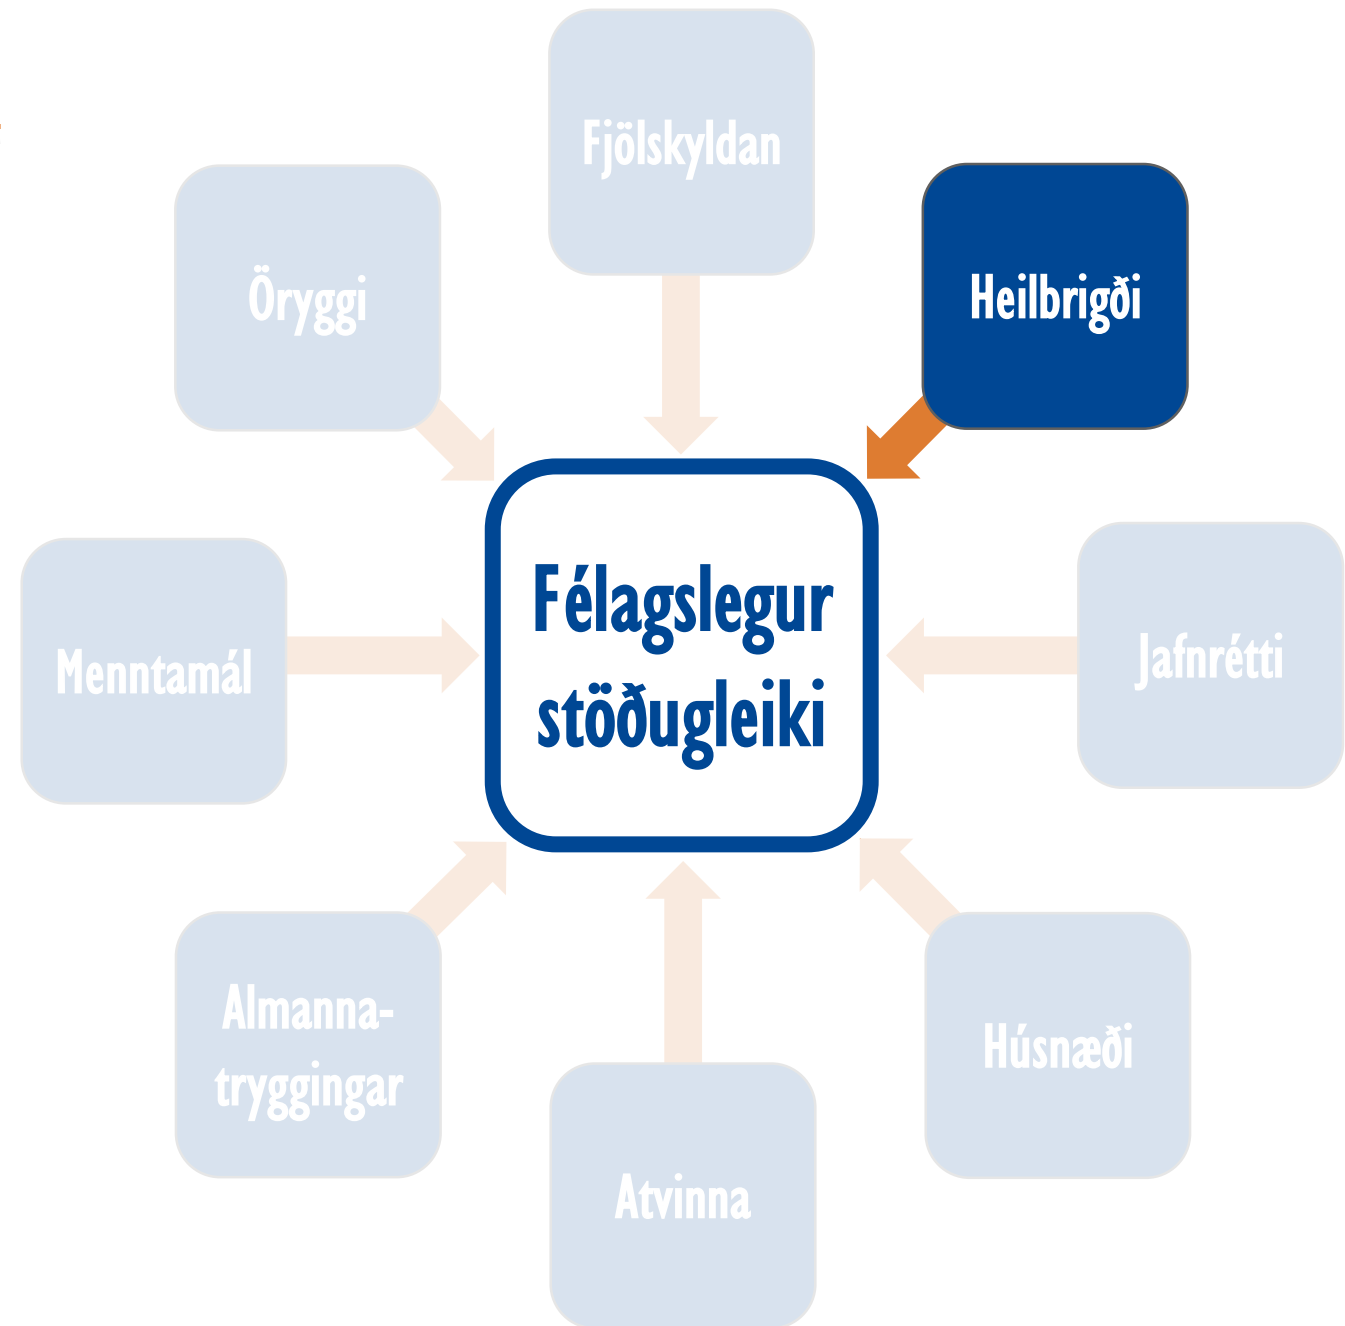 Fjölskyldan
Öryggi
Heilbrigði
Félagslegur
stöðugleiki
Menntamál
Jafnrétti
Almanna-
tryggingar
Húsnæði
Atvinna